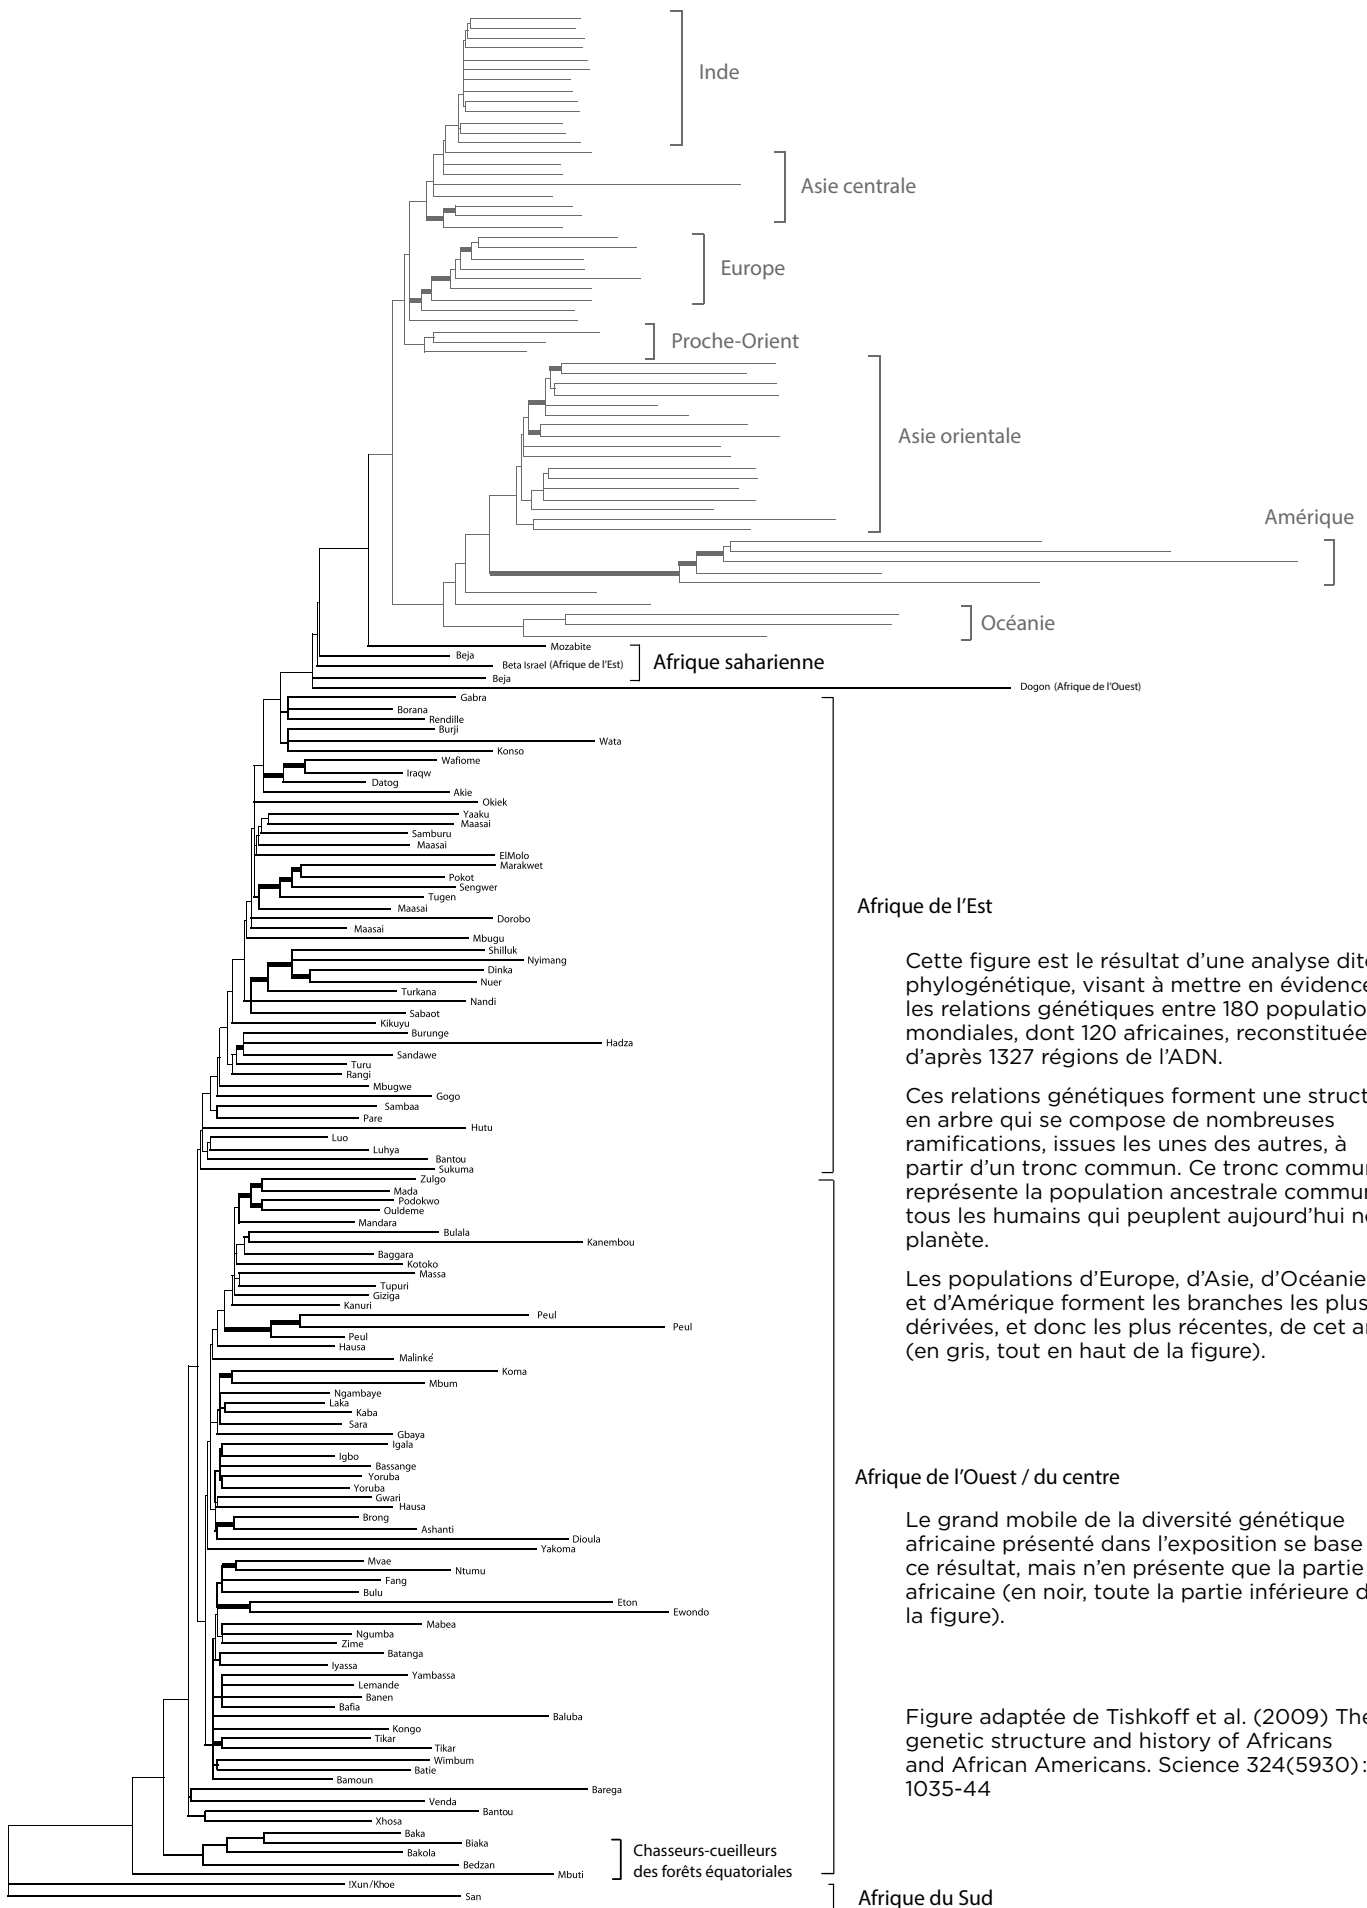 Inde
Asie centrale
Europe
Proche-Orient
Asie orientale
Amérique
Océanie
Mozabite
Beja
Beta Israel (Afrique de l'Est)
Afrique saharienne
Beja
Dogon (Afrique de l'Ouest)
Gabra
Borana
Rendille
Burji
Wata
Konso
Wafiome
Iraqw
Datog
Akie
Okiek
Yaaku
Maasai
Samburu
Maasai
ElMolo
Marakwet
Pokot
Sengwer
Tugen
Maasai
Dorobo
Maasai
Mbugu
Shilluk
Nyimang
Dinka
Nuer
Turkana
Nandi
Sabaot
Kikuyu
Burunge
Hadza
Sandawe
Turu
Rangi
Mbugwe
Gogo
Sambaa
Pare
Hutu
Luo
Luhya
Bantou
Sukuma
Afrique de l'Est
Cette figure est le résultat d'une analyse dite
phylogénétique, visant à mettre en évidence
les relations génétiques entre 180 population
mondiales, dont 120 africaines, reconstituée
d'après 1327 régions de l'ADN.
Ces relations génétiques forment une struct
en arbre qui se compose de nombreuses
ramifications, issues les unes des autres, à
partir d'un tronc commun. Ce tronc commu
représente la population ancestrale commu
tous les humains qui peuplent aujourd'hui n
planète.
Les populations d'Europe, d'Asie, d'Océanie
et d'Amérique forment les branches les plus
dérivées, et donc les plus récentes, de cet a
(en gris, tout en haut de la figure).
Zulgo
Mada
Podokwo
Ouldeme
Mandara
Bulala
Kanembou
Baggara
Kotoko
Massa
Tupuri
Giziga
Kanuri
Peul
Peul
Peul
Hausa
Malinké
Koma
Mbum
Ngambaye
Laka
Kaba
Sara
Gbaya
Igala
Igbo
Bassange
Yoruba
Yoruba
Gwari
Hausa
Brong
Ashanti
Dioula
Yakoma
Mvae
Ntumu
Fang
Bulu
Eton
Ewondo
Mabea
Ngumba
Zime
Batanga
Iyassa
Yambassa
Lemande
Banen
Bafia
Baluba
Kongo
Tikar
Tikar
Wimbum
Batie
Bamoun
Barega
Venda
Bantou
Xhosa
Baka
Biaka
Bakola
Bedzan
Mbuti
Chasseurs-cueilleurs
des forêts équatoriales
Afrique de l'Ouest / du centre
Le grand mobile de la diversité génétique
africaine présenté dans l'exposition se base
ce résultat, mais n'en présente que la partie
africaine (en noir, toute la partie inférieure d
la figure).
Figure adaptée de Tishkoff et al. (2009) The
genetic structure and history of Africans
and African Americans. Science 324(5930):
1035-44
!Xun/Khoe
San
Afrique du Sud